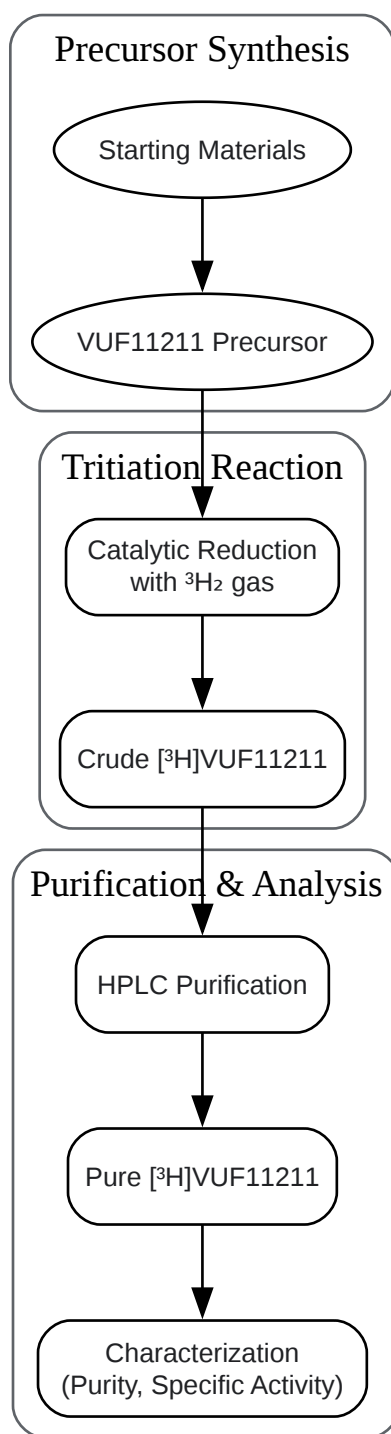 Precursor Synthesis
Starting Materials
VUF11211 Precursor
Tritiation Reaction
Catalytic Reduction
with ³H₂ gas
Crude [³H]VUF11211
Purification & Analysis
HPLC Purification
Pure [³H]VUF11211
Characterization
(Purity, Specific Activity)